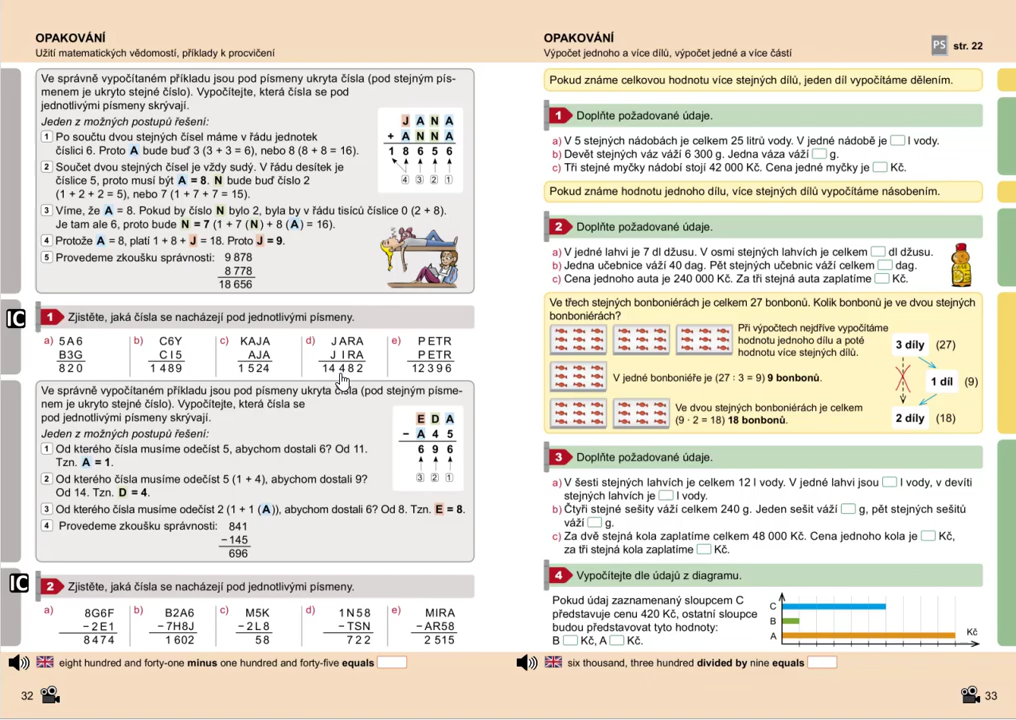 OPAKOVÁNÍ
Užití matematických vědomostí, příklady k procvičení
Ve správně vypočítaném příkladu jsou pod písmeny ukryta čísla (pod stejným pís-
menem je ukryto stejné číslo). Vypočítejte, která čísla se pod
jednotlivými písmeny skrývají.
Jeden z možných postupů řešení:
1 Po součtu dvou stejných čísel máme v řádu jednotek
číslici 6. Proto A bude buď 3 (3 + 3 = 6), nebo 8 (8 + 8 = 16).
2 Součet dvou stejných čísel je vždy sudý. V řádu desítek je
číslice 5, proto musí být A = 8. N bude buď číslo 2
(1 + 2 + 2 = 5), nebo 7 (1 + 7 + 7 = 15).
3 Víme, že A = 8. Pokud by číslo N bylo 2, byla by v řádu tisíců číslice 0 (2 + 8).
Je tam ale 6, proto bude N = 7 (1 + 7 (N) + 8 (A) = 16).
4 Protože A = 8, platí 1 + 8 + J = 18. Proto J = 9.
5 Provedeme zkoušku správnosti: 9 878
8 778
18 656
J A N A
+ A N N A
1 8 6 5 6
4 3 2 1
IC
1 Zjistěte, jaká čísla se nacházejí pod jednotlivými písmeny.
a) 5A6 b) C6Y c) KAJA d) JARA e) PETR
B3G CI5 AJA JIRA PETR
820 1489 1524 14482 12396
Ve správně vypočítaném příkladu jsou pod písmeny ukryta čísla (pod stejným písme-
nem je ukryto stejné číslo). Vypočítejte, která čísla se
pod jednotlivými písmeny skrývají.
Jeden z možných postupů řešení:
1 Od kterého čísla musíme odečíst 5, abychom dostali 6? Od 11.
Tzn. A = 1.
2 Od kterého čísla musíme odečíst 5 (1 + 4), abychom dostali 9?
Od 14. Tzn. D = 4.
3 Od kterého čísla musíme odečíst 2 (1 + 1 (A)), abychom dostali 6? Od 8. Tzn. E = 8.
4 Provedeme zkoušku správnosti: 841
−145
696
E D A
− A 4 5
6 9 6
3 2 1
IC
2 Zjistěte, jaká čísla se nacházejí pod jednotlivými písmeny.
a) 8G6F b) B2A6 c) M5K d) 1N58 e) MIRA
−2E1 −7H8J −2L8 −TSN −AR58
8474 1602 58 722 2515
eight hundred and forty-one minus one hundred and forty-five equals
32
OPAKOVÁNÍ
Výpočet jednoho a více dílů, výpočet jedné a více částí
PS str. 22
Pokud známe celkovou hodnotu více stejných dílů, jeden díl vypočítáme dělením.
1 Doplňte požadované údaje.
a) V 5 stejných nádobách je celkem 25 litrů vody. V jedné nádobě je l vody.
b) Devět stejných váz váží 6 300 g. Jedna váza váží g.
c) Tři stejné myčky nádobí stojí 42 000 Kč. Cena jedné myčky je Kč.
Pokud známe hodnotu jednoho dílu, více stejných dílů vypočítáme násobením.
2 Doplňte požadované údaje.
a) V jedné lahvi je 7 dl džusu. V osmi stejných lahvích je celkem dl džusu.
b) Jedna učebnice váží 40 dag. Pět stejných učebnic váží celkem dag.
c) Cena jednoho auta je 240 000 Kč. Za tři stejná auta zaplatíme Kč.
Ve třech stejných bonboniérách je celkem 27 bonbonů. Kolik bonbonů je ve dvou stejných
bonboniérách?
Při výpočtech nejdříve vypočítáme
hodnotu jednoho dílu a poté
hodnotu více stejných dílů.
V jedné bonboniéře je (27 : 3 = 9) 9 bonbonů.
Ve dvou stejných bonboniérách je celkem
(9 · 2 = 18) 18 bonbonů.
3 díly (27)
1 díl (9)
2 díly (18)
3 Doplňte požadované údaje.
a) V šesti stejných lahvích je celkem 12 l vody. V jedné lahvi jsou l vody, v devíti
stejných lahvích je l vody.
b) Čtyři stejné sešity váží celkem 240 g. Jeden sešit váží g, pět stejných sešitů
váží g.
c) Za dvě stejná kola zaplatíme celkem 48 000 Kč. Cena jednoho kola je Kč,
za tři stejná kola zaplatíme Kč.
4 Vypočítejte dle údajů z diagramu.
Pokud údaj zaznamenaný sloupcem C
představuje cenu 420 Kč, ostatní sloupce
budou představovat tyto hodnoty:
B Kč, A Kč.
C
B
A
Kč
six thousand, three hundred divided by nine equals
33